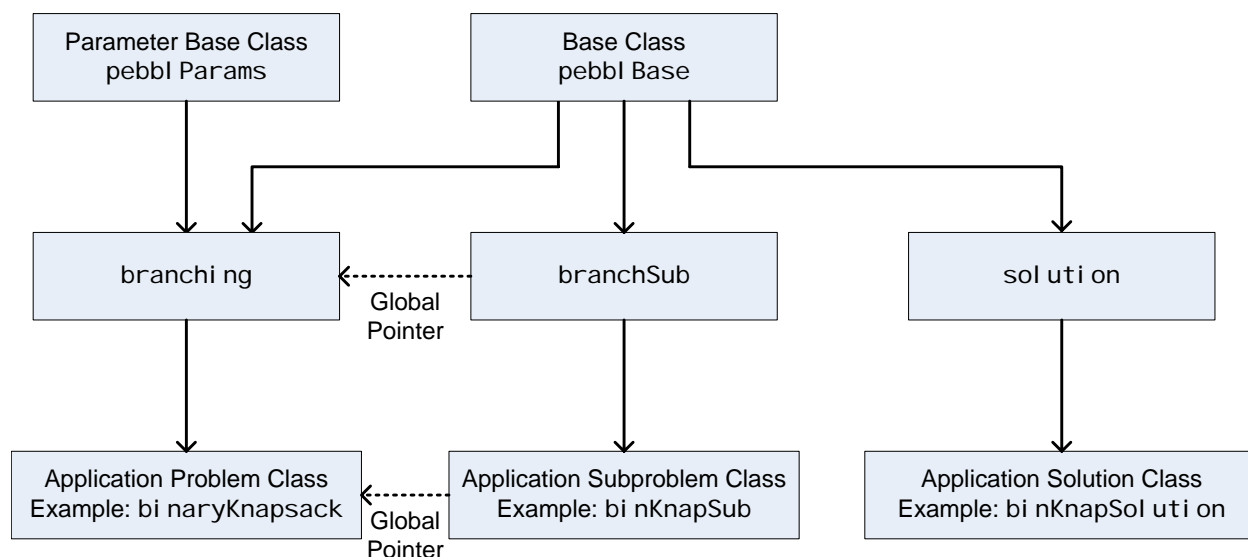 Parameter Base Class
pebblParams
Base Class
pebblBase
branching
Global
Pointer
branchSub
solution
Application Problem Class
Example: binaryKnapsack
Global
Pointer
Application Subproblem Class
Example: binKnapSub
Application Solution Class
Example: binKnapSolution